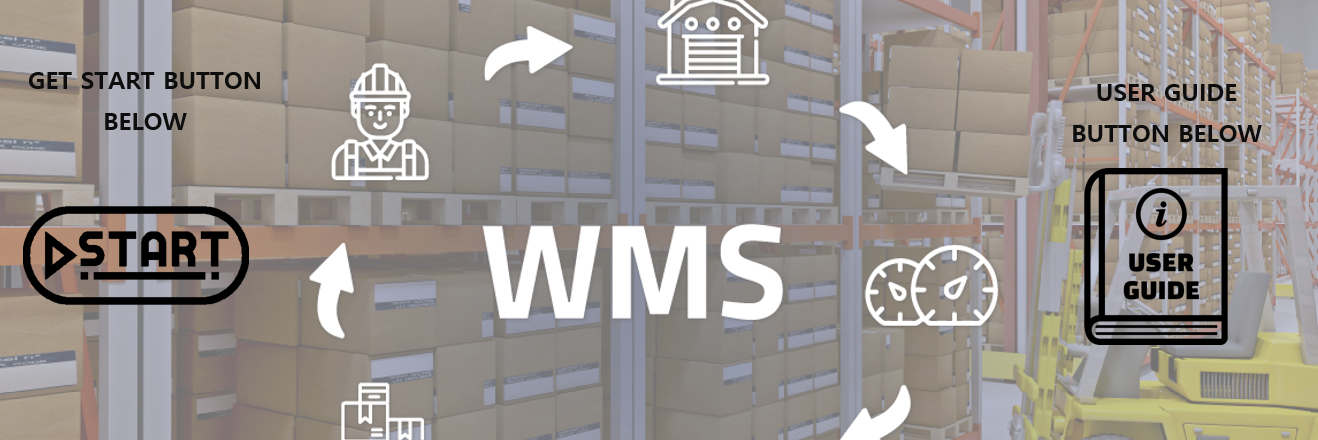 GET START BUTTON
BELOW
START
WMS
USER GUIDE
BUTTON BELOW
i
USER
GUIDE